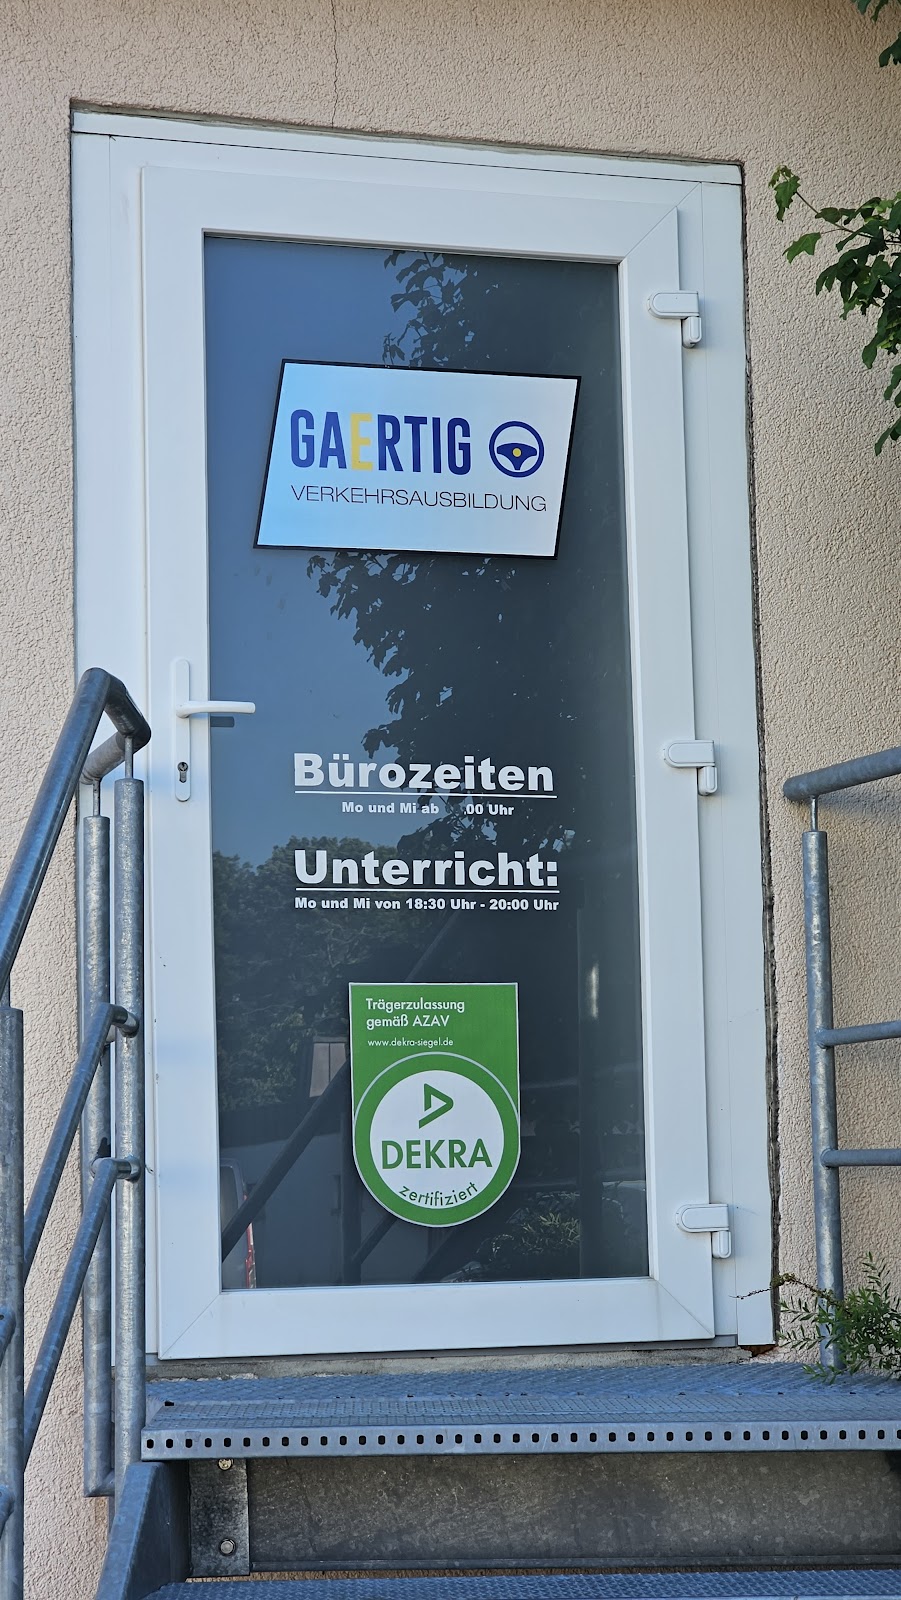 GAERTIG
VERKEHRSAUSBILDUNG
Bürozeiten
Mo und Mi ab .00 Uhr
Unterricht:
Mo und Mi von 18:30 Uhr - 20:00 Uhr
Trägerzulassung
gemäß AZAV
www.dekra-siegel.de
DEKRA
zertifiziert